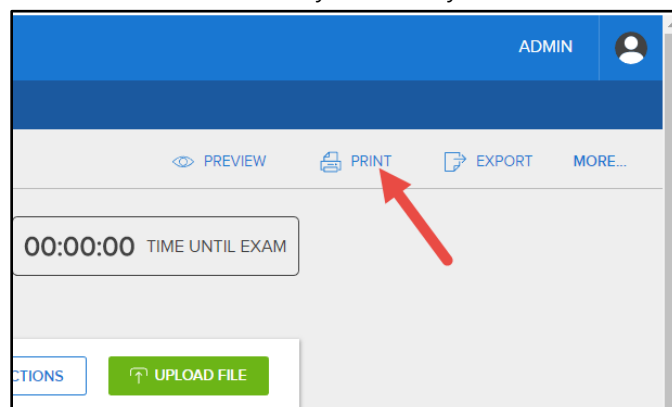 ADMIN
PREVIEW PRINT EXPORT MORE...
00:00:00 TIME UNTIL EXAM
CTIONS UPLOAD FILE